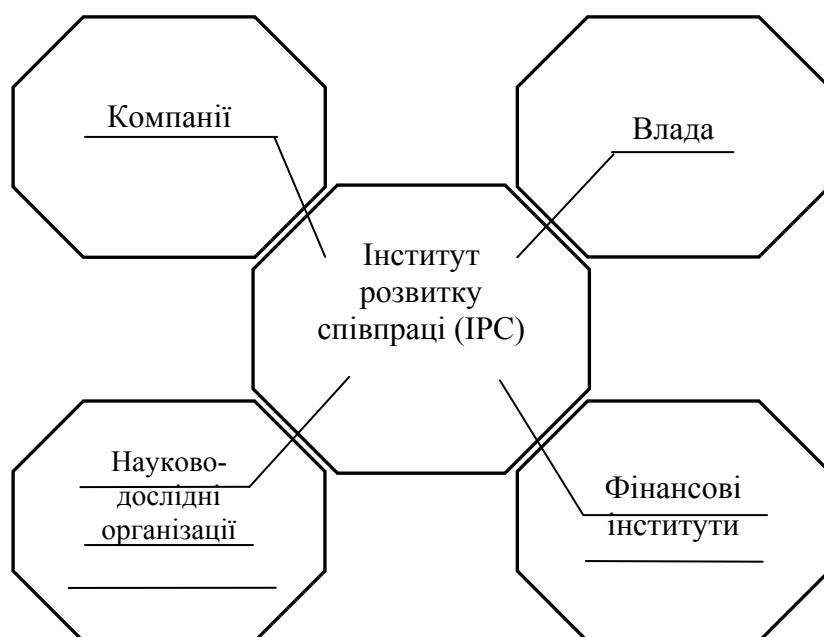 Компанії
Влада
Інститут
розвитку
співпраці (ІРС)
Науково-
дослідні
організації
Фінансові
інститути